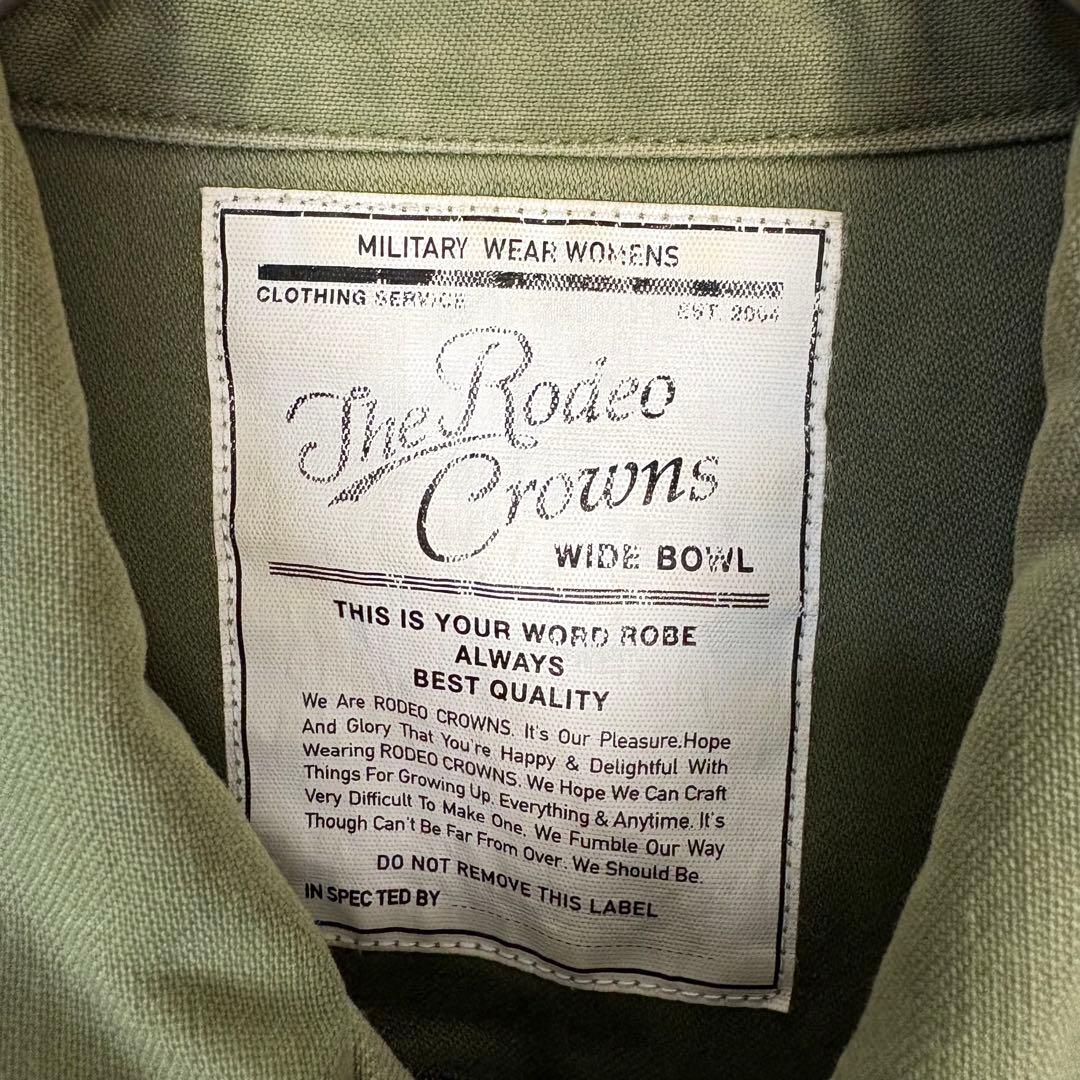 MILITARY WEAR WOMENS
CLOTHING SERVICE EST. 2004
The Rodeo
Crowns
WIDE BOWL
THIS IS YOUR WORD ROBE
ALWAYS
BEST QUALITY
We Are RODEO CROWNS. It's Our Pleasure.Hope
And Glory That You're Happy & Delightful With
Wearing RODEO CROWNS. We Hope We Can Craft
Things For Growing Up. Everything & Anytime. It's
Very Difficult To Make One. We Fumble Our Way
Though Can't Be Far From Over. We Should Be.
DO NOT REMOVE THIS LABEL
IN SPEC TED BY